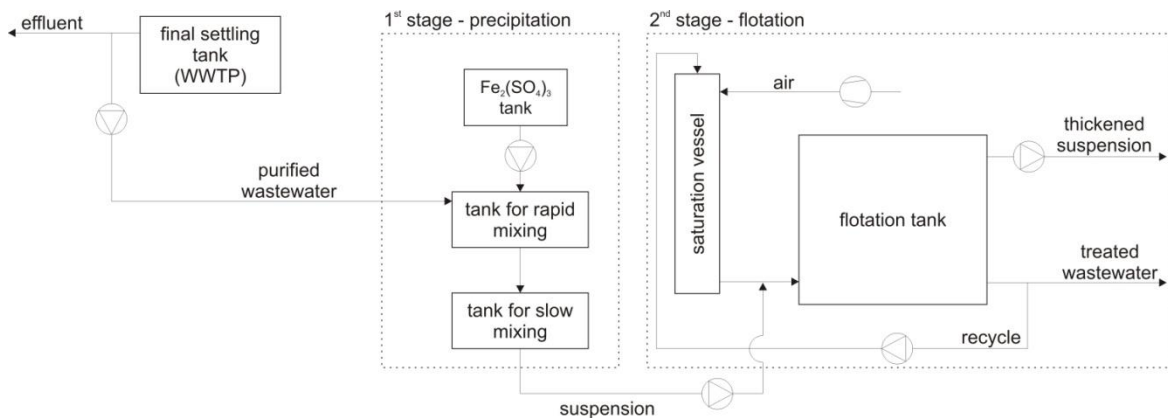 effluent
final settling
tank
(WWTP)
1st stage - precipitation
Fe₂(SO₄)₃
tank
purified
wastewater
tank for rapid
mixing
tank for slow
mixing
suspension
2nd stage - flotation
air
saturation vessel
flotation tank
thickened
suspension
treated
wastewater
recycle